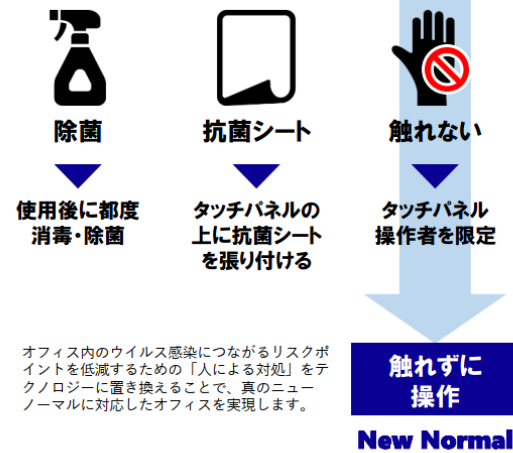 除菌
抗菌シート
触れない
使用後に都度
消毒・除菌
タッチパネルの
上に抗菌シート
を張り付ける
タッチパネル
操作者を限定
オフィス内のウイルス感染につながるリスクポ
イントを低減するための「人による対処」をテ
クノロジーに置き換えることで、真のニュー
ノーマルに対応したオフィスを実現します。
触れずに
操作
New Normal